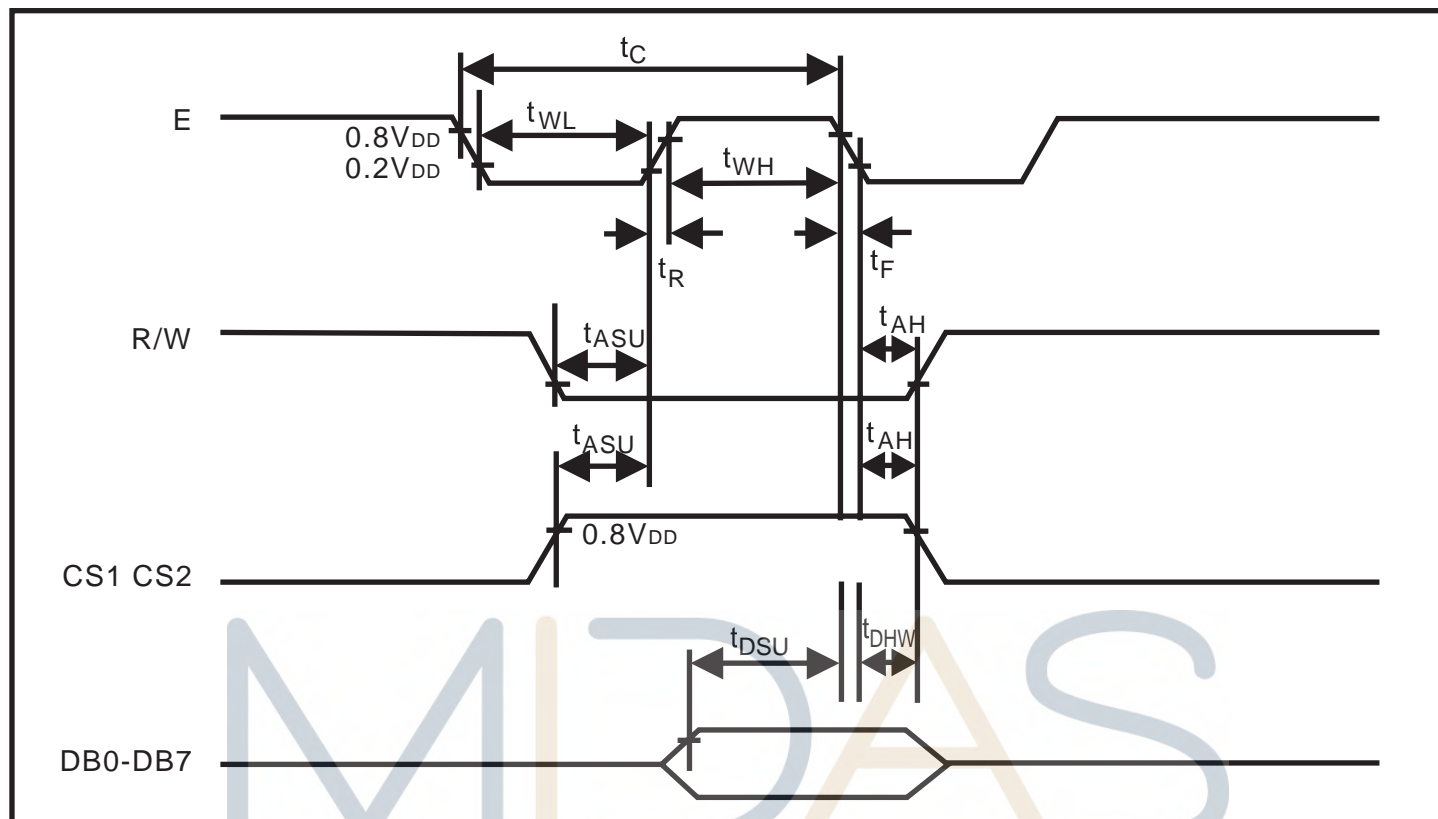 tC
E
tWL
0.8VDD
0.2VDD
tWH
tR
tF
R/W
tASU
tAH
tASU
tAH
0.8VDD
CS1 CS2
tDSU
tDHW
DB0-DB7
MIDAS